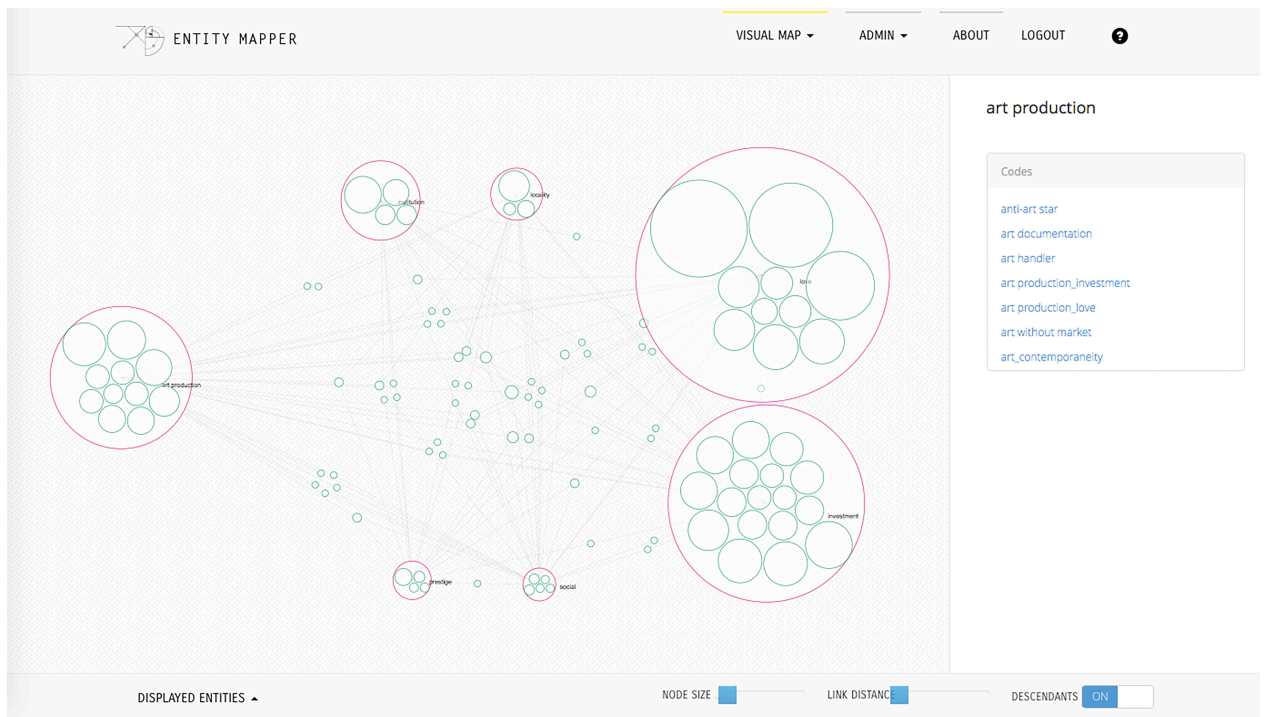 ENTITY MAPPER
VISUAL MAP
ADMIN
ABOUT
LOGOUT
?
art production
Codes
anti-art star
art documentation
art handler
art production_investment
art production_love
art without market
art_contemporaneity
institution
locality
love
art production
investment
prestige
social
DISPLAYED ENTITIES
NODE SIZE
LINK DISTANCE
DESCENDANTS
ON